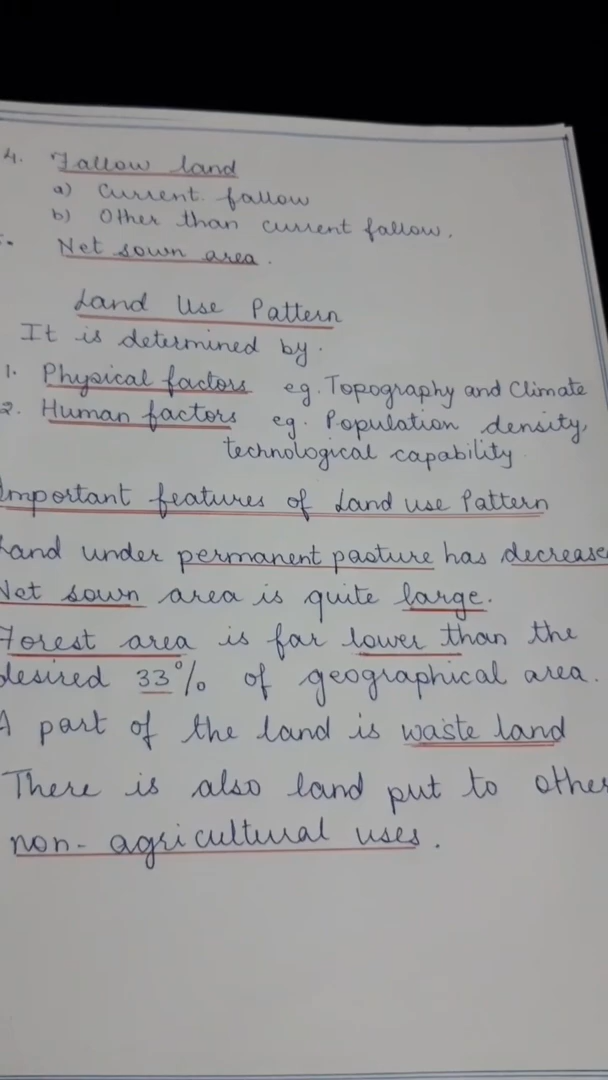 4. Fallow land
a) Current fallow
b) Other than current fallow.
Net sown area.
Land Use Pattern
It is determined by.
1. Physical factors eg. Topography and Climate
2. Human factors eg. Population density,
technological capability
Important features of Land use Pattern
Land under permanent pasture has decrease
Net sown area is quite large.
Forest area is far lower than the
desired 33% of geographical area.
A part of the land is waste land
There is also land put to other
non-agricultural uses.